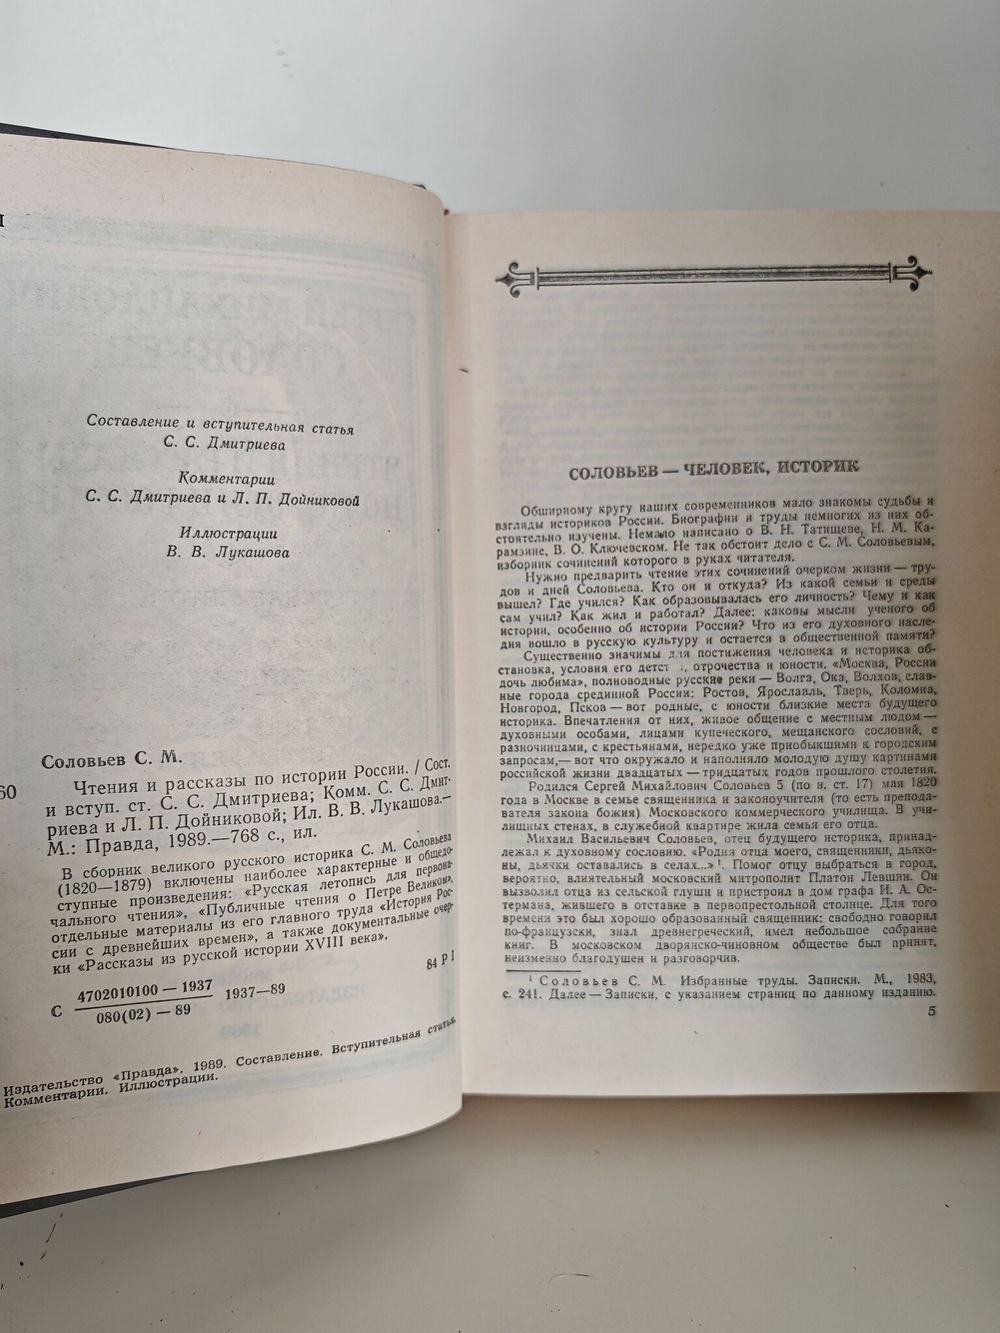 Составление и вступительная статья
С. С. Дмитриева
Комментарии
С. С. Дмитриева и Л. П. Дойниковой
Иллюстрации
В. В. Лукашова
Соловьев С. М.
60
Чтения и рассказы по истории России. / Сост.
и вступ. ст. С. С. Дмитриева; Комм. С. С. Дмит-
риева и Л. П. Дойниковой; Ил. В. В. Лукашова.—
М.: Правда, 1989.—768 с., ил.
В сборник великого русского историка С. М. Соловьева
(1820—1879) включены наиболее характерные и общедо-
ступные произведения: «Русская летопись для первона-
чального чтения», «Публичные чтения о Петре Великом»,
отдельные материалы из его главного труда «История Рос-
сии с древнейших времен», а также документальные очер-
ки «Рассказы из русской истории XVIII века».
С 4702010100 — 1937
080(02) — 89
1937—89
84 Р1
Издательство «Правда». 1989. Составление. Вступительная статья.
Комментарии. Иллюстрации.
СОЛОВЬЕВ — ЧЕЛОВЕК, ИСТОРИК
Обширному кругу наших современников мало знакомы судьбы и
взгляды историков России. Биографии и труды немногих из них об-
стоятельно изучены. Немало написано о В. Н. Татищеве, Н. М. Ка-
рамзине, В. О. Ключевском. Не так обстоит дело с С. М. Соловьевым,
изборник сочинений которого в руках читателя.
Нужно предварить чтение этих сочинений очерком жизни — тру-
дов и дней Соловьева. Кто он и откуда? Из какой семьи и среды
вышел? Где учился? Как образовывалась его личность? Чему и как
сам учил? Как жил и работал? Далее: каковы мысли ученого об
истории, особенно об истории России? Что из его духовного насле-
дия вошло в русскую культуру и остается в общественной памяти?
Существенно значимы для постижения человека и историка об-
становка, условия его детст , отрочества и юности. «Москва, России
дочь любима», полноводные русские реки — Волга, Ока, Волхов, слав-
ные города срединной России: Ростов, Ярославль, Тверь, Коломна,
Новгород, Псков — вот родные, с юности близкие места будущего
историка. Впечатления от них, живое общение с местным людом —
духовными особами, лицами купеческого, мещанского сословий, с
разночинцами, с крестьянами, нередко уже приобыкшими к городским
запросам,— вот что окружало и наполняло молодую душу картинами
российской жизни двадцатых — тридцатых годов прошлого столетия.
Родился Сергей Михайлович Соловьев 5 (по н. ст. 17) мая 1820
года в Москве в семье священника и законоучителя (то есть препода-
вателя закона божия) Московского коммерческого училища. В учи-
лищных стенах, в служебной квартире жила семья его отца.
Михаил Васильевич Соловьев, отец будущего историка, принад-
лежал к духовному сословию. «Родня отца моего, священники, дьяко-
ны, дьячки оставались в селах...»¹. Помог отцу выбраться в город,
вероятно, влиятельный московский митрополит Платон Левшин. Он
вызволил отца из сельской глуши и пристроил в дом графа И. А. Ос-
термана, жившего в отставке в первопрестольной столице. Для того
времени это был хорошо образованный священник: свободно говорил
по-французски, знал древнегреческий, имел небольшое собрание
книг. В московском дворянско-чиновном обществе был принят,
неизменно благодушен и разговорчив.
¹ Соловьев С. М. Избранные труды. Записки. М., 1983,
с. 241. Далее — Записки, с указанием страниц по данному изданию.
5